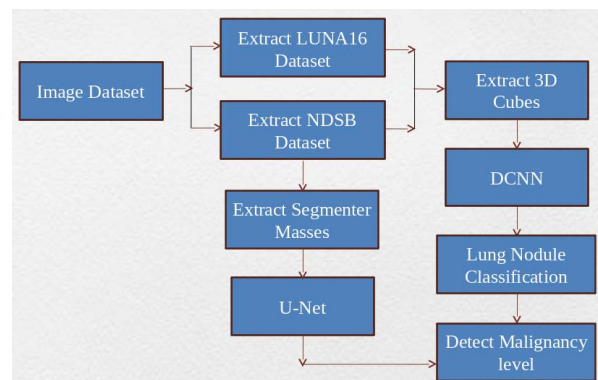 Extract LUNA16
Dataset
Image Dataset
Extract 3D
Cubes
Extract NDSB
Dataset
DCNN
Extract Segmenter
Masses
Lung Nodule
Classification
U-Net
Detect Malignancy
level